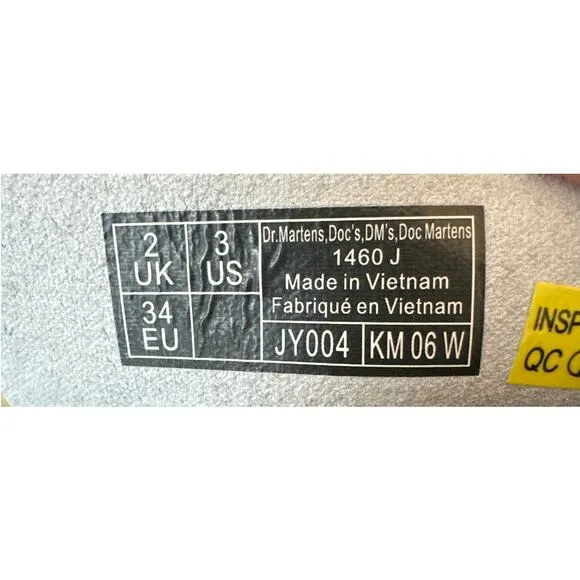 2
UK
3
US
34
EU
Dr.Martens,Doc's,DM's,Doc Martens
1460 J
Made in Vietnam
Fabriqué en Vietnam
JY004
KM 06 W
QC